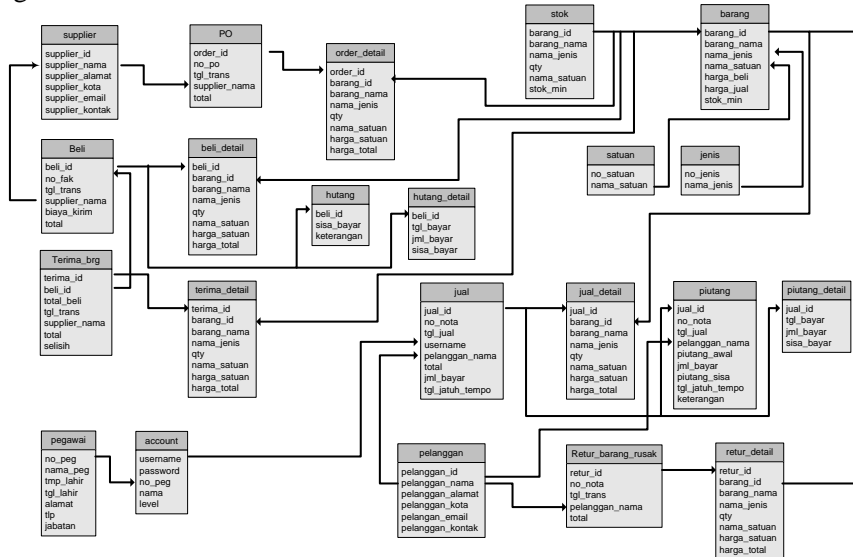 supplier
supplier_id
supplier_nama
supplier_alamat
supplier_kota
supplier_email
supplier_kontak
PO
order_id
no_po
tgl_trans
supplier_nama
total
order_detail
order_id
barang_id
barang_nama
nama_jenis
qty
nama_satuan
harga_satuan
harga_total
stok
barang_id
barang_nama
nama_jenis
qty
nama_satuan
stok_min
barang
barang_id
barang_nama
nama_jenis
nama_satuan
harga_beli
harga_jual
stok_min
Beli
beli_id
no_fak
tgl_trans
supplier_nama
biaya_kirim
total
beli_detail
beli_id
barang_id
barang_nama
nama_jenis
qty
nama_satuan
harga_satuan
harga_total
hutang
beli_id
sisa_bayar
keterangan
hutang_detail
beli_id
tgl_bayar
jml_bayar
sisa_bayar
satuan
no_satuan
nama_satuan
jenis
no_jenis
nama_jenis
Terima_brg
terima_id
beli_id
total_beli
tgl_trans
supplier_nama
total
selisih
terima_detail
terima_id
barang_id
barang_nama
nama_jenis
qty
nama_satuan
harga_satuan
harga_total
jual
jual_id
no_nota
tgl_jual
username
pelanggan_nama
total
jml_bayar
tgl_jatuh_tempo
jual_detail
jual_id
barang_id
barang_nama
nama_jenis
qty
nama_satuan
harga_satuan
harga_total
piutang
jual_id
no_nota
tgl_jual
pelanggan_nama
piutang_awal
jml_bayar
piutang_sisa
tgl_jatuh_tempo
keterangan
piutang_detail
jual_id
tgl_bayar
jml_bayar
sisa_bayar
pegawai
no_peg
nama_peg
tmp_lahir
tgl_lahir
alamat
tlp
jabatan
account
username
password
no_peg
nama
level
pelanggan
pelanggan_id
pelanggan_nama
pelanggan_alamat
pelanggan_kota
pelangan_email
pelanggan_kontak
Retur_barang_rusak
retur_id
no_nota
tgl_trans
pelanggan_nama
total
retur_detail
retur_id
barang_id
barang_nama
nama_jenis
qty
nama_satuan
harga_satuan
harga_total